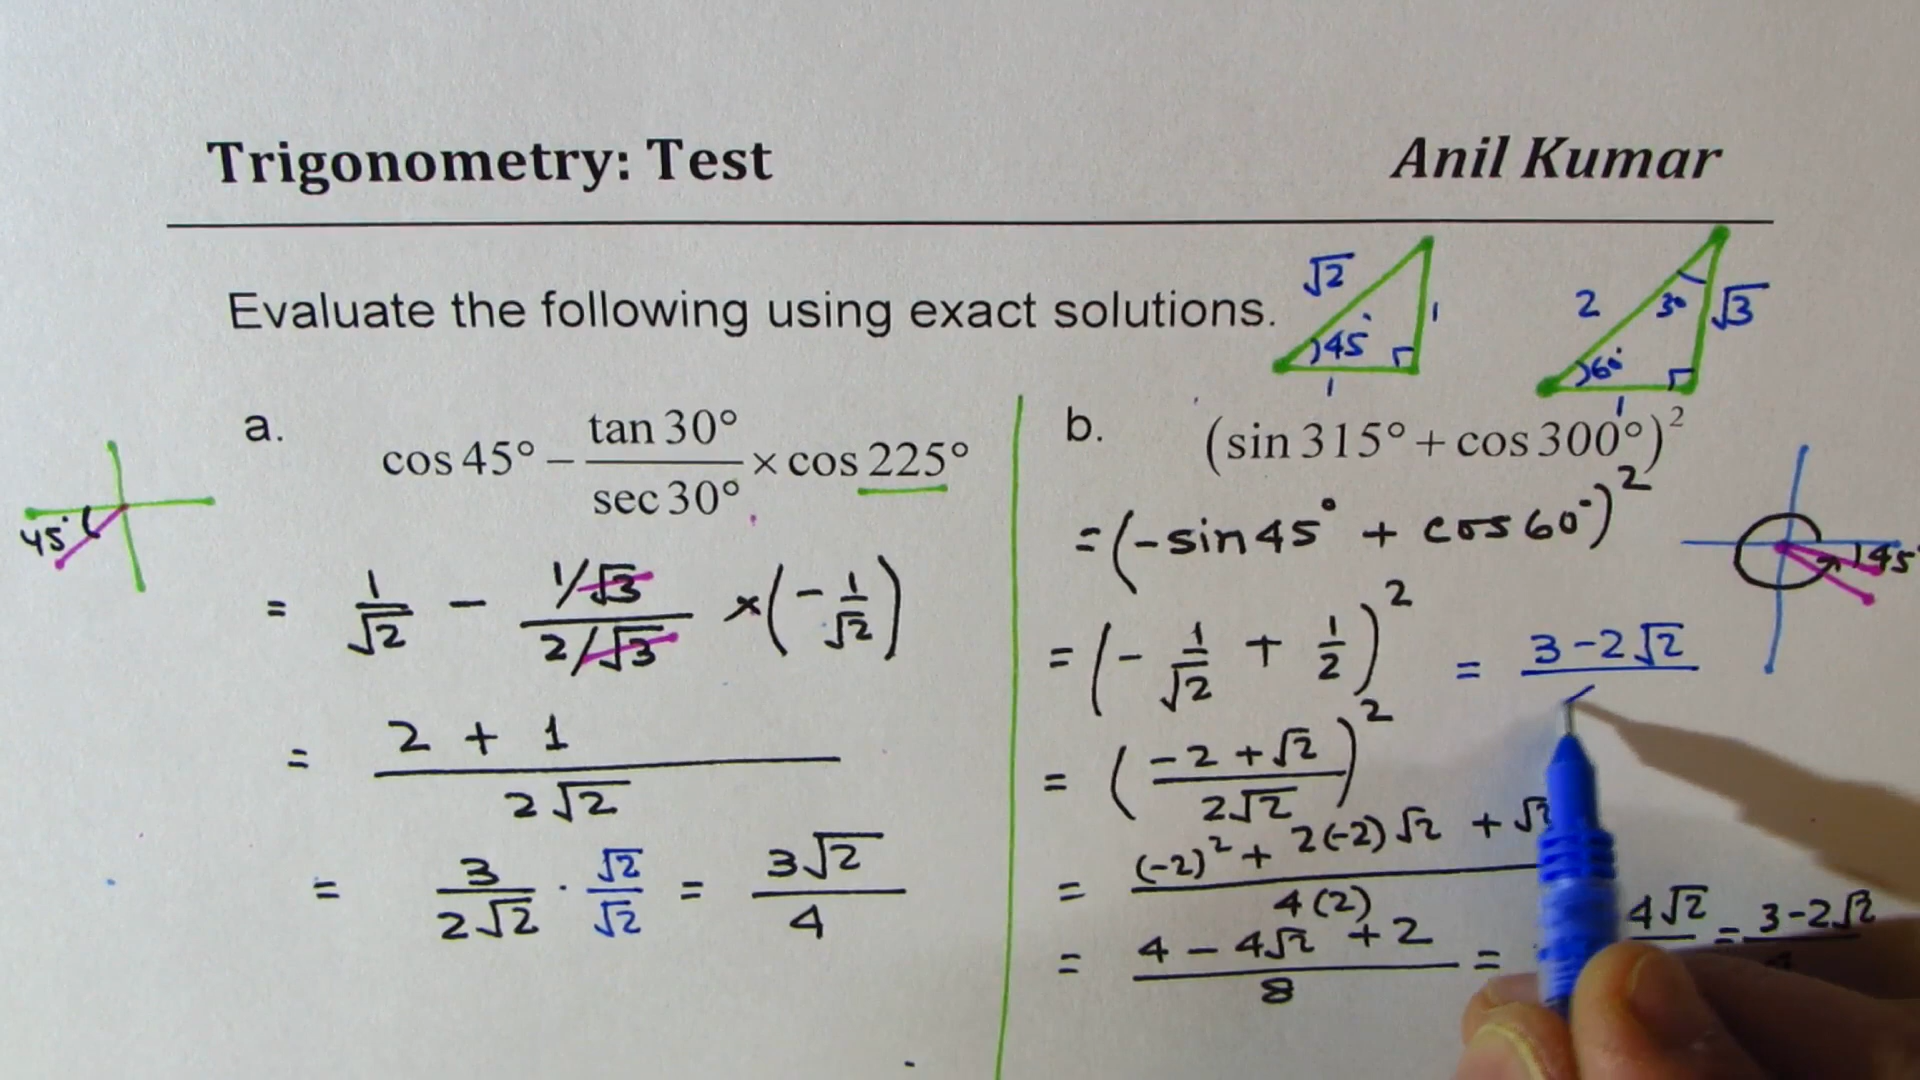 Trigonometry: Test Anil Kumar
Evaluate the following using exact solutions.
√2 1 45° 1
2 30 √3 60° 1
a. cos 45° − tan 30° / sec 30° × cos 225°
45°
= 1/√2 − (1/√3)/(2/√3) × (−1/√2)
= (2 + 1)/(2√2)
= 3/(2√2) · √2/√2 = 3√2/4
b. (sin 315° + cos 300°)²
= (−sin 45° + cos 60°)²
45°
= (−1/√2 + 1/2)² = 3−2√2
= ((−2 + √2)/(2√2))²
= ((−2)² + 2(−2)√2 + √2)/(4(2))
= (4 − 4√2 + 2)/8 = 4√2 = 3−2√2